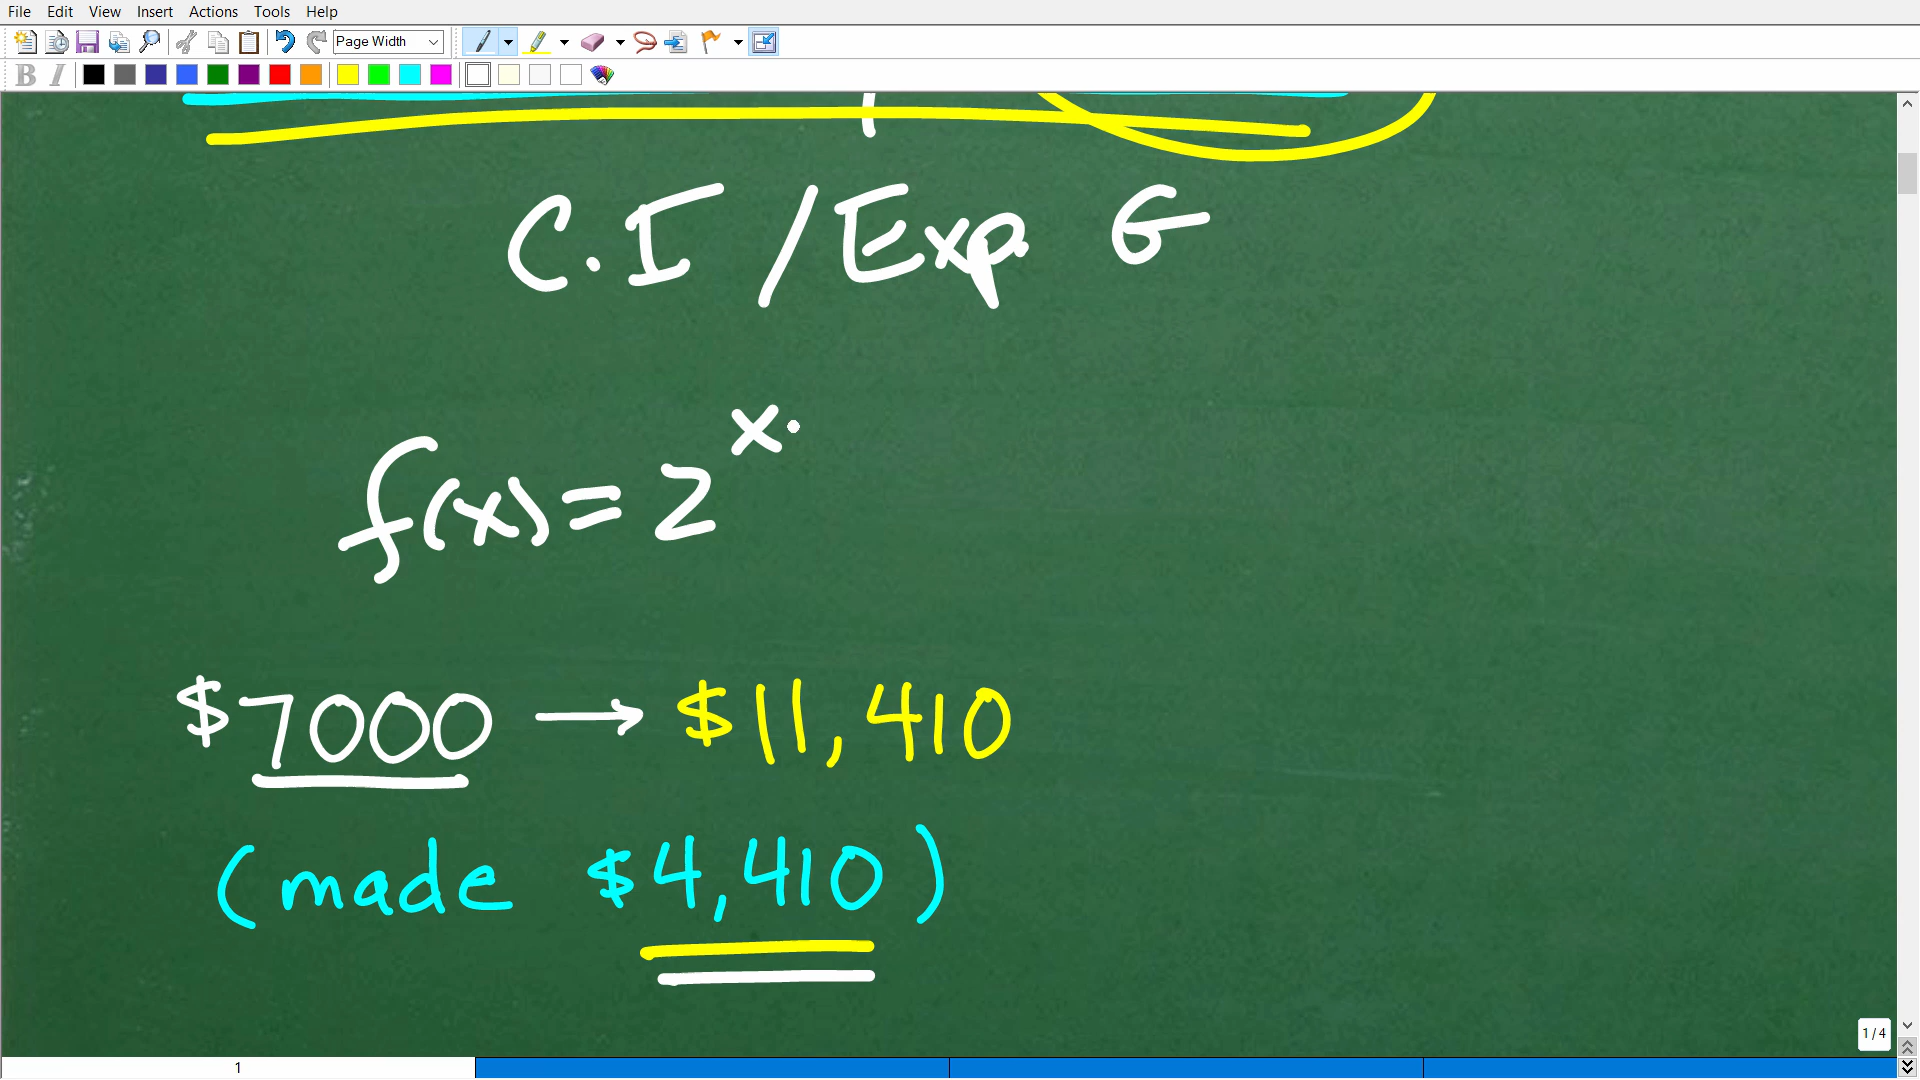 File Edit View Insert Actions Tools Help
Page Width
B I
C.I / Exp G
f(x) = 2^x
$7000 → $11,410
(made $4,410)
1 / 4
1